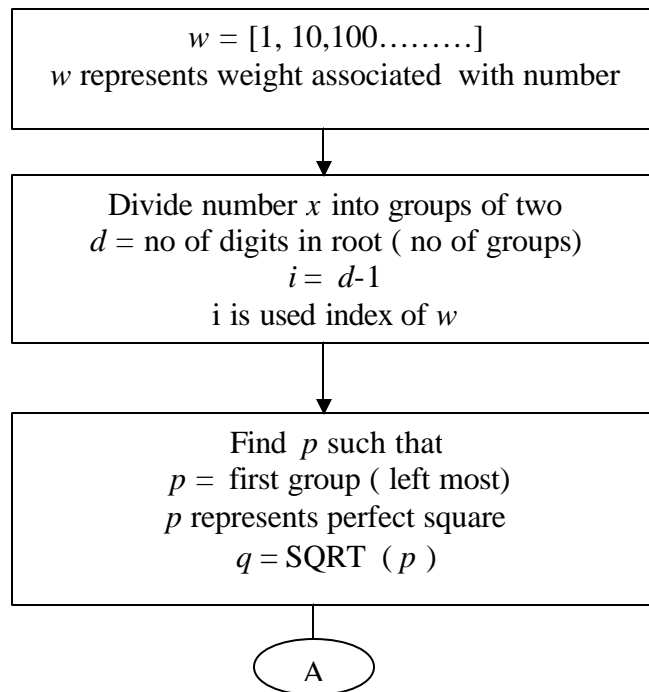 w = [1, 10,100………]
w represents weight associated with number
Divide number x into groups of two
d = no of digits in root ( no of groups)
i = d-1
i is used index of w
Find p such that
p = first group ( left most)
p represents perfect square
q = SQRT ( p )
A